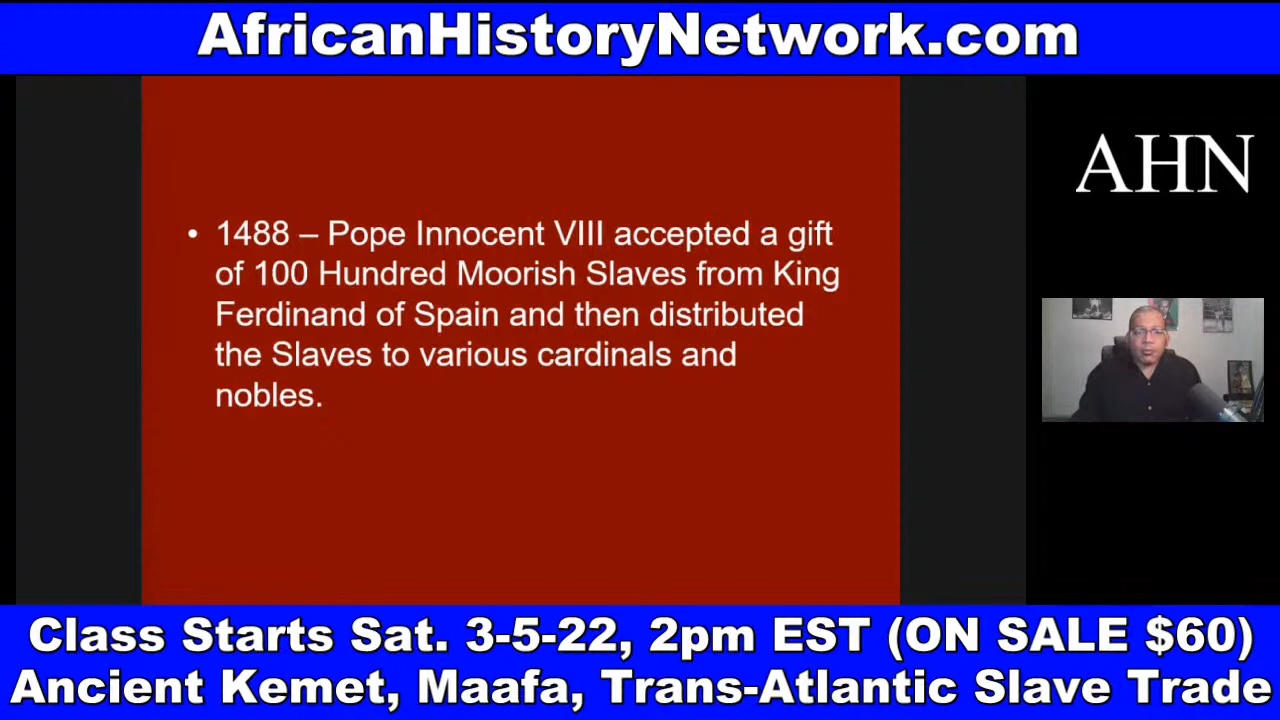 AfricanHistoryNetwork.com
AHN
• 1488 – Pope Innocent VIII accepted a gift
of 100 Hundred Moorish Slaves from King
Ferdinand of Spain and then distributed
the Slaves to various cardinals and
nobles.
Class Starts Sat. 3-5-22, 2pm EST (ON SALE $60)
Ancient Kemet, Maafa, Trans-Atlantic Slave Trade